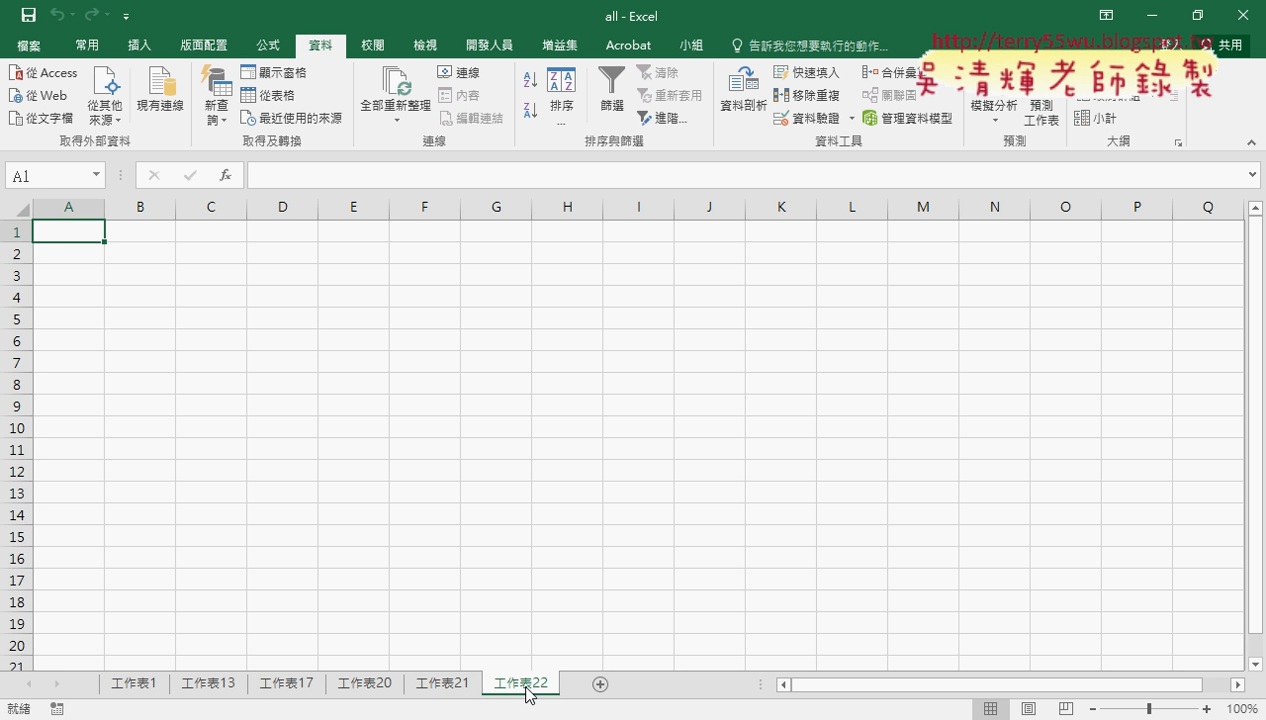 all - Excel
檔案 常用 插入 版面配置 公式 資料 校閱 檢視 開發人員 增益集 Acrobat 小組 告訴我您想要執行的動作... 共用
http://terry55wu.blogspot.tw
吳清輝老師錄製
從 Access
從 Web
從文字檔
從其他
來源
現有連線
取得外部資料
新查
詢
顯示查詢
從表格
最近使用的來源
取得及轉換
全部重新整理
連線
內容
編輯連結
連線
排序
...
篩選
清除
重新套用
進階...
排序與篩選
資料剖析
快速填入
移除重複
資料驗證
合併彙
關聯圖
管理資料模型
資料工具
模擬分析
預測
工作表
預測
小計
大綱
A1
fx
A B C D E F G H I J K L M N O P Q
1
2
3
4
5
6
7
8
9
10
11
12
13
14
15
16
17
18
19
20
21
工作表1 工作表13 工作表17 工作表20 工作表21 工作表22
就緒
100%